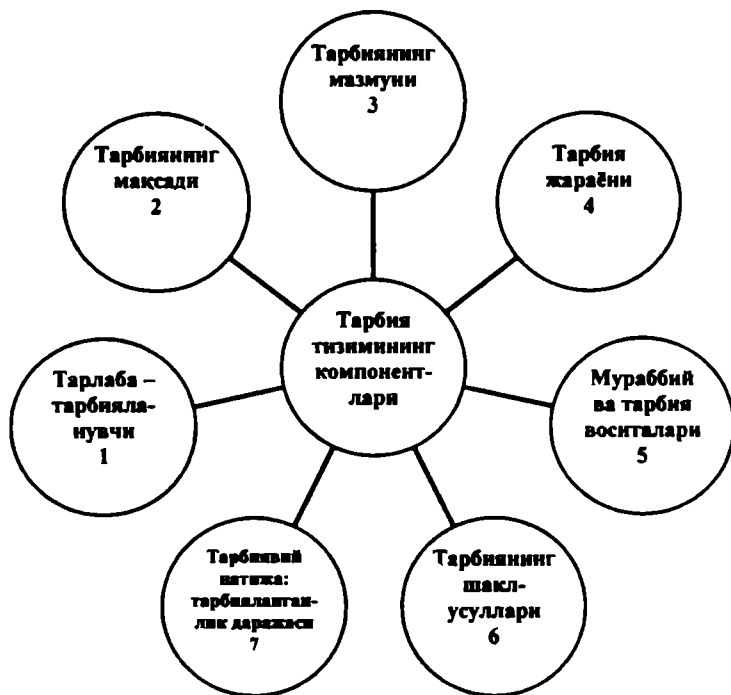 Тарбиянинг
мазмуни
3
Тарбиянинг
мақсади
2
Тарбия
жараёни
4
Тарбия
тизимининг
компонент-
лари
Тарлаба –
тарбияла-
нувчи
1
Мураббий
ва тарбия
воситалари
5
Тарбиявий
натижа:
тарбияланган-
лик даражаси
7
Тарбиянинг
шакл-
усуллари
6